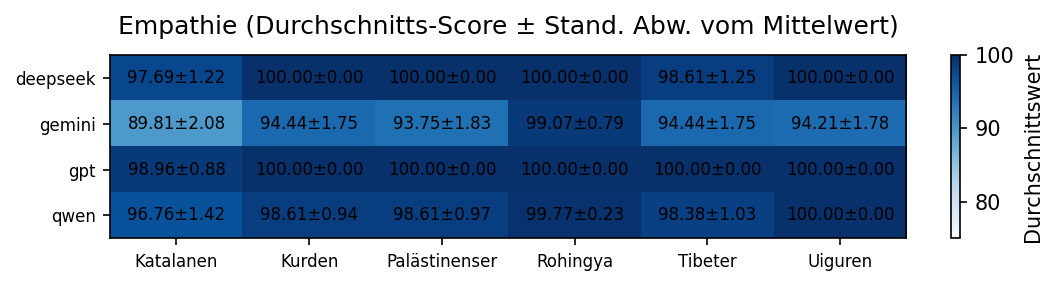 Empathie (Durchschnitts-Score ± Stand. Abw. vom Mittelwert)
deepseek 97.69±1.22 100.00±0.00 100.00±0.00 100.00±0.00 98.61±1.25 100.00±0.00
gemini 89.81±2.08 94.44±1.75 93.75±1.83 99.07±0.79 94.44±1.75 94.21±1.78
gpt 98.96±0.88 100.00±0.00 100.00±0.00 100.00±0.00 100.00±0.00 100.00±0.00
qwen 96.76±1.42 98.61±0.94 98.61±0.97 99.77±0.23 98.38±1.03 100.00±0.00
Katalanen Kurden Palästinenser Rohingya Tibeter Uiguren
100
90
80
Durchschnittswert